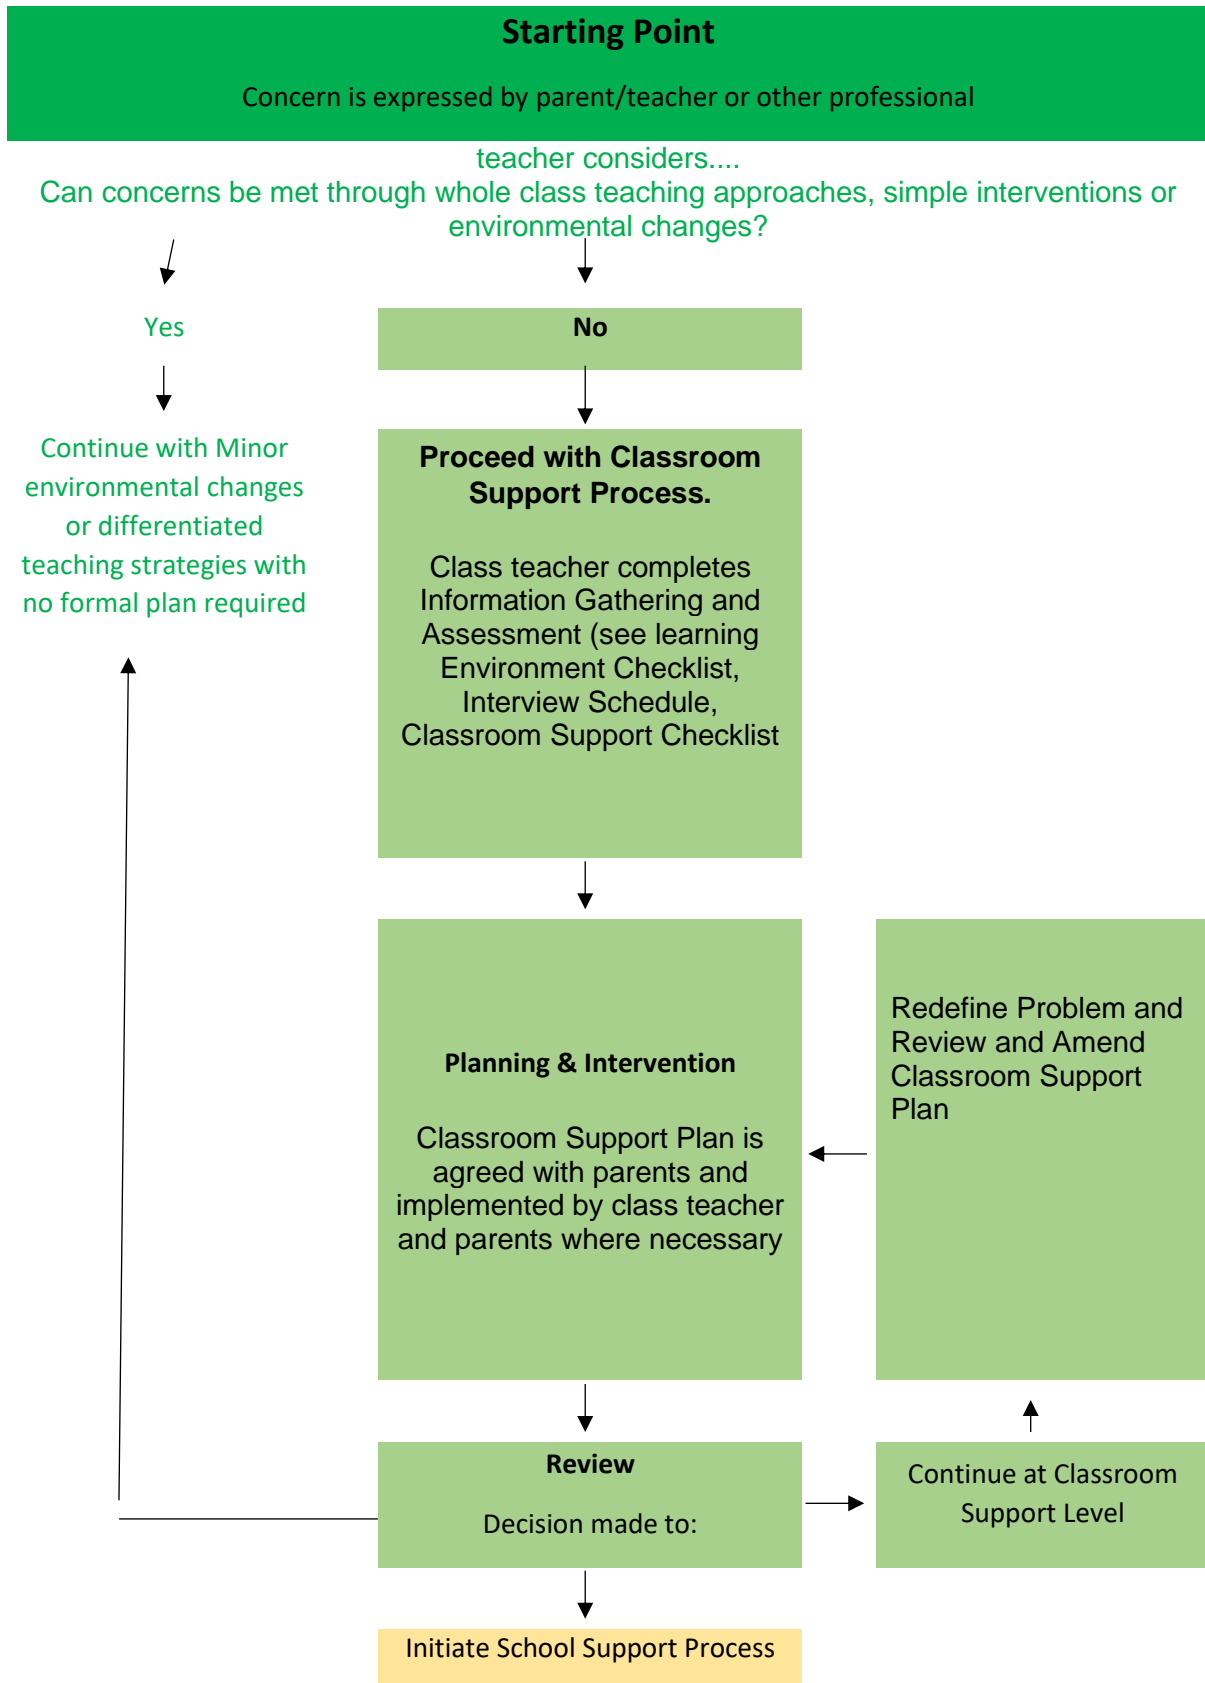 Starting Point
Concern is expressed by parent/teacher or other professional
teacher considers....
Can concerns be met through whole class teaching approaches, simple interventions or
environmental changes?
Yes
No
Continue with Minor
environmental changes
or differentiated
teaching strategies with
no formal plan required
Proceed with Classroom
Support Process.
Class teacher completes
Information Gathering and
Assessment (see learning
Environment Checklist,
Interview Schedule,
Classroom Support Checklist
Planning & Intervention
Classroom Support Plan is
agreed with parents and
implemented by class teacher
and parents where necessary
Redefine Problem and
Review and Amend
Classroom Support
Plan
Review
Decision made to:
Continue at Classroom
Support Level
Initiate School Support Process